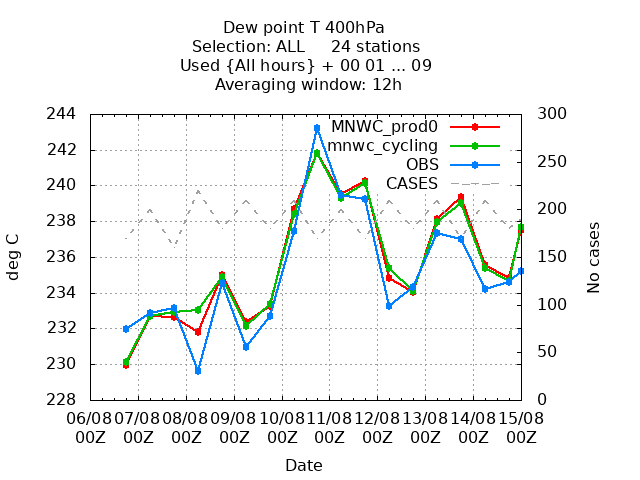 Dew point T 400hPa
Selection: ALL     24 stations
Used {All hours} + 00 01 ... 09
Averaging window: 12h
244 300
MNWC_prod0
242 mnwc_cycling 250
OBS
240 CASES
238 200
236 deg C No cases 150
234
232 100
230 50
228 0
06/08 07/08 08/08 09/08 10/08 11/08 12/08 13/08 14/08 15/08
00Z 00Z 00Z 00Z 00Z 00Z 00Z 00Z 00Z 00Z
Date